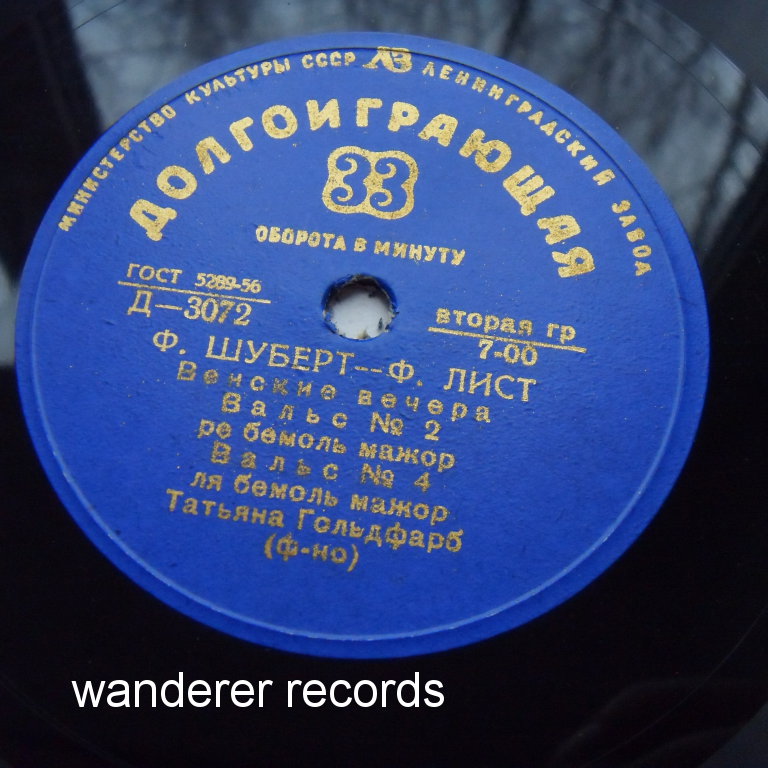 МИНИСТЕРСТВО КУЛЬТУРЫ СССР ЛЗ ЛЕНИНГРАДСКИЙ ЗАВОД
ДОЛГОИГРАЮЩАЯ
33
ОБОРОТА В МИНУТУ
ГОСТ 5289-56
Д—3072
вторая гр
7-00
Ф. ШУБЕРТ--Ф. ЛИСТ
Венские вечера
Вальс № 2
ре бемоль мажор
Вальс № 4
ля бемоль мажор
Татьяна Гольдфарб
(ф-но)
wanderer records